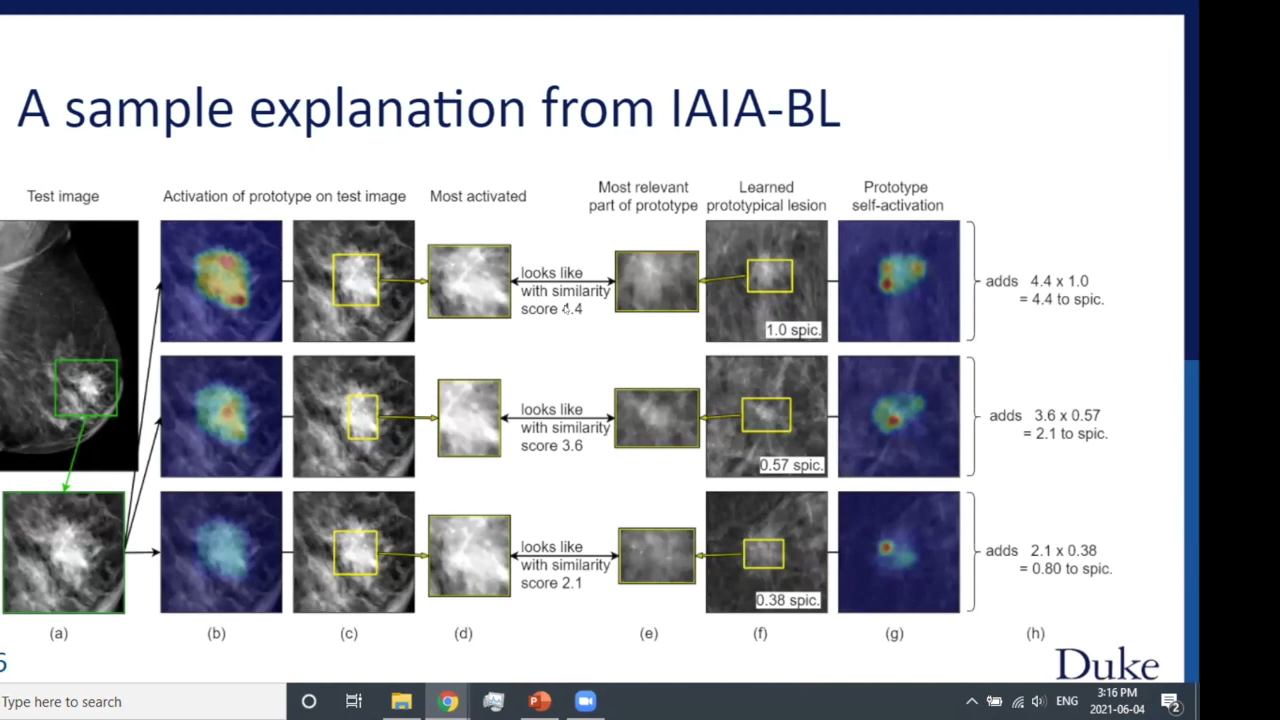 A sample explanation from IAIA-BL
Test image
Activation of prototype on test image
Most activated
Most relevant
part of prototype
Learned
prototypical lesion
Prototype
self-activation
looks like
with similarity
score 4.4
1.0 spic.
adds 4.4 x 1.0
= 4.4 to spic.
looks like
with similarity
score 3.6
0.57 spic.
adds 3.6 x 0.57
= 2.1 to spic.
looks like
with similarity
score 2.1
0.38 spic.
adds 2.1 x 0.38
= 0.80 to spic.
(a)
(b)
(c)
(d)
(e)
(f)
(g)
(h)
Duke
Type here to search
ENG
3:16 PM
2021-06-04
2